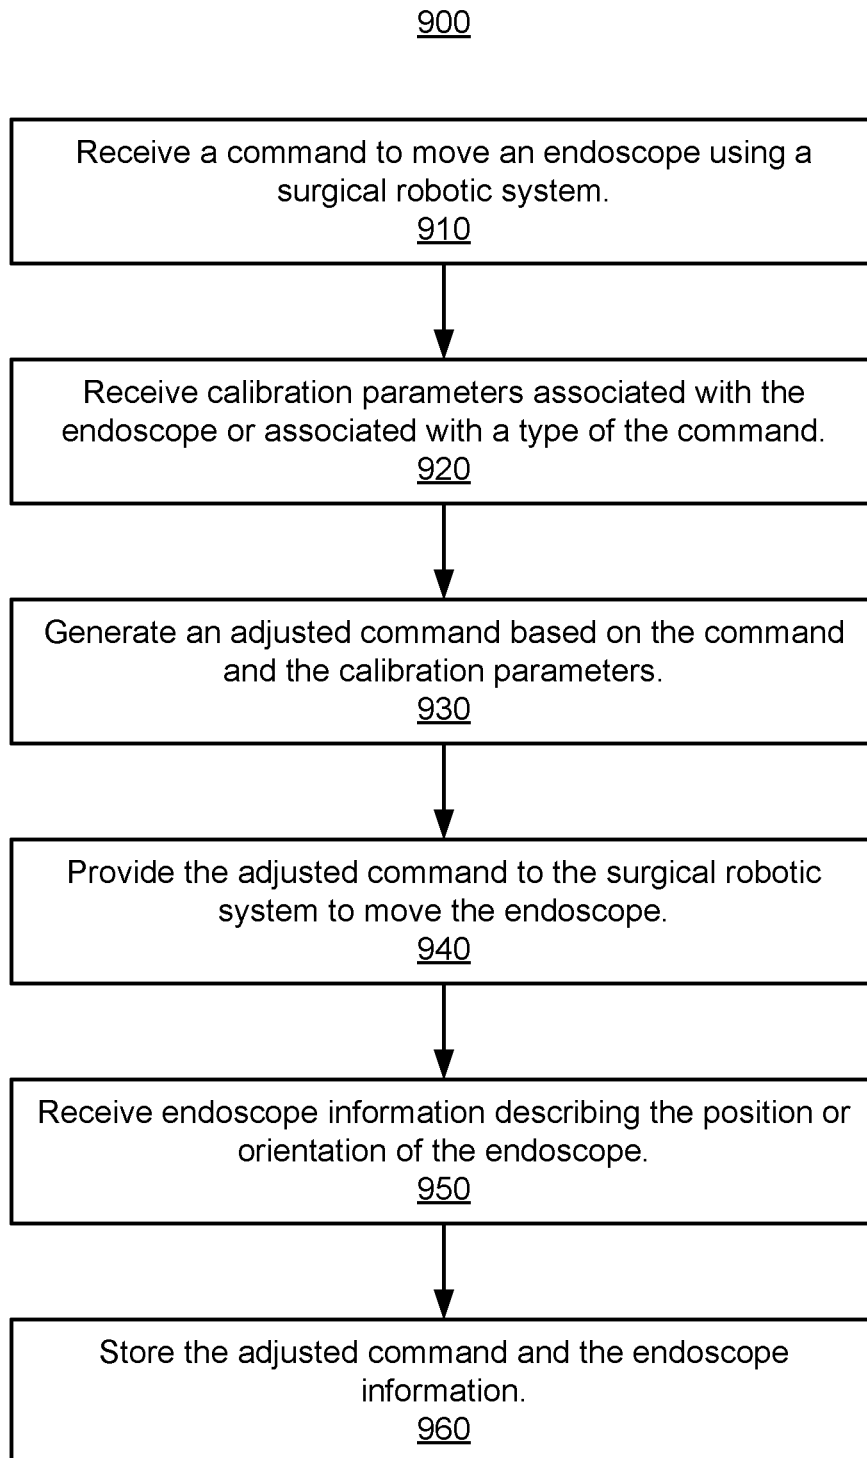 900
Receive a command to move an endoscope using a
surgical robotic system.
910
Receive calibration parameters associated with the
endoscope or associated with a type of the command.
920
Generate an adjusted command based on the command
and the calibration parameters.
930
Provide the adjusted command to the surgical robotic
system to move the endoscope.
940
Receive endoscope information describing the position or
orientation of the endoscope.
950
Store the adjusted command and the endoscope
information.
960